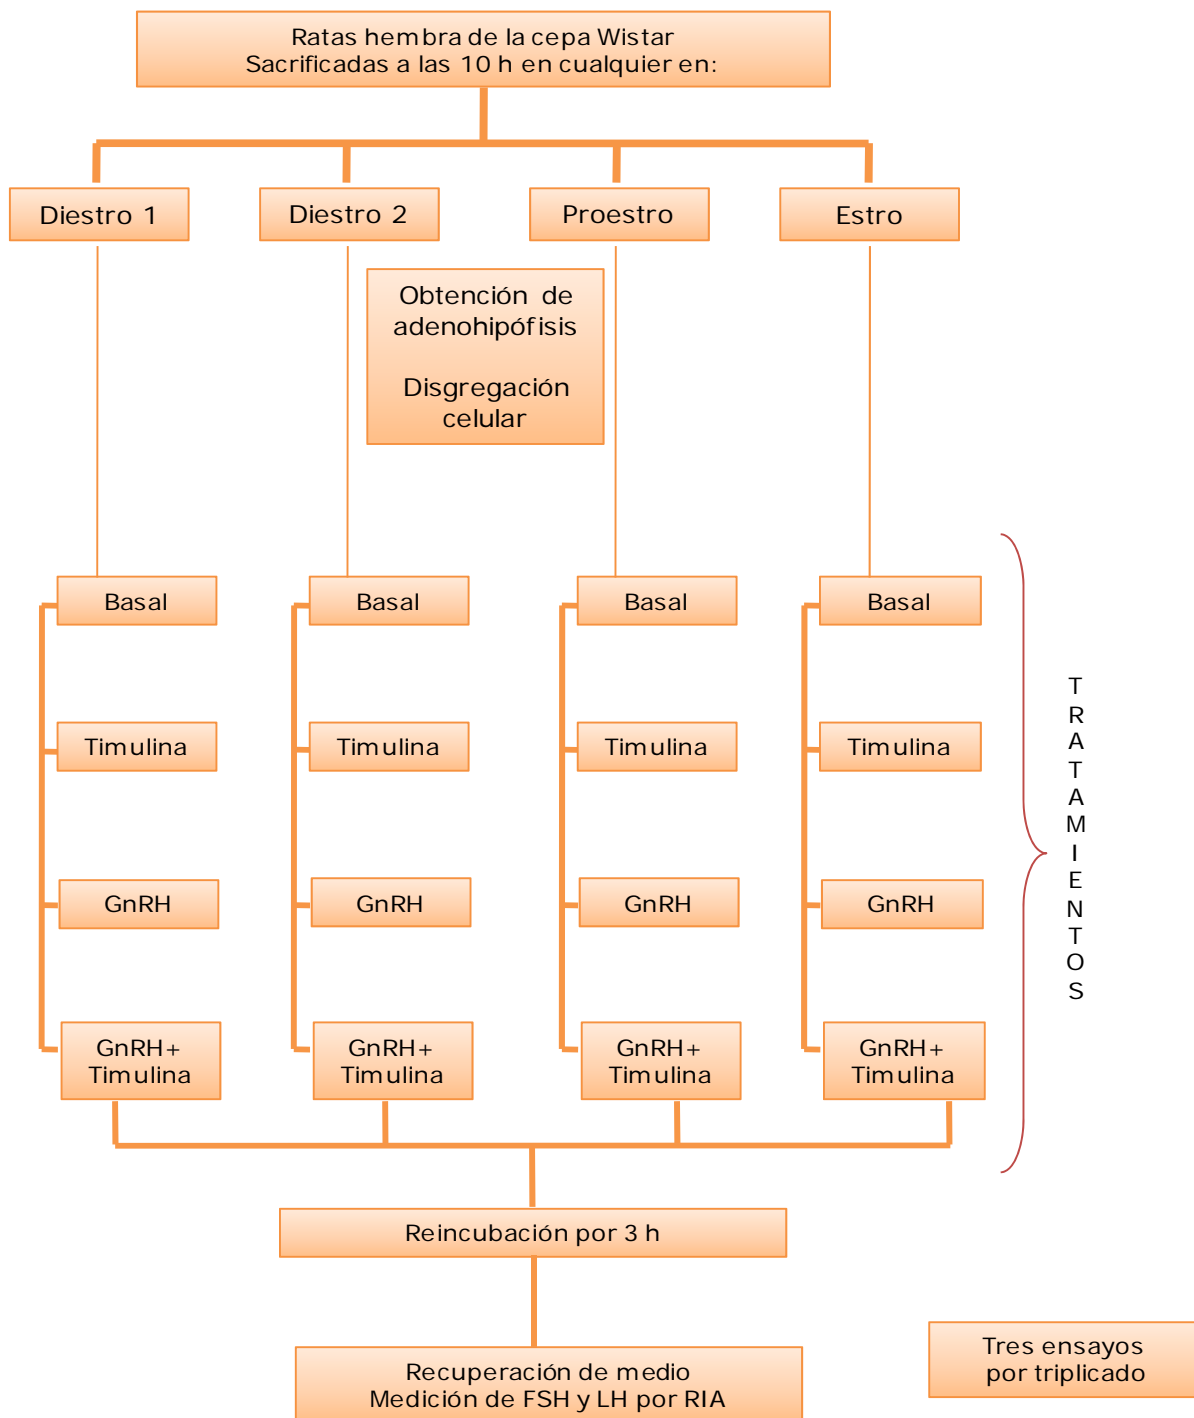 Ratas hembra de la cepa Wistar
Sacrificadas a las 10 h en cualquier en:
Diestro 1
Diestro 2
Proestro
Estro
Obtención de
adenohipófisis
Disgregación
celular
Basal
Basal
Basal
Basal
Timulina
Timulina
Timulina
Timulina
GnRH
GnRH
GnRH
GnRH
GnRH+
Timulina
GnRH+
Timulina
GnRH+
Timulina
GnRH+
Timulina
T
R
A
T
A
M
I
E
N
T
O
S
Reincubación por 3 h
Recuperación de medio
Medición de FSH y LH por RIA
Tres ensayos
por triplicado